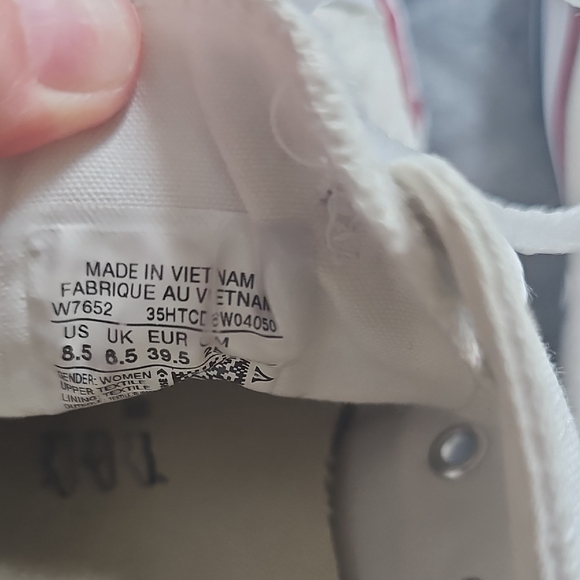 MADE IN VIETNAM
FABRIQUE AU VIETNAM
W7652 35HTCD W04050
US UK EUR CM
8.5 6.5 39.5
GENDER: WOMEN
UPPER: TEXTILE
LINING: TEXTILE